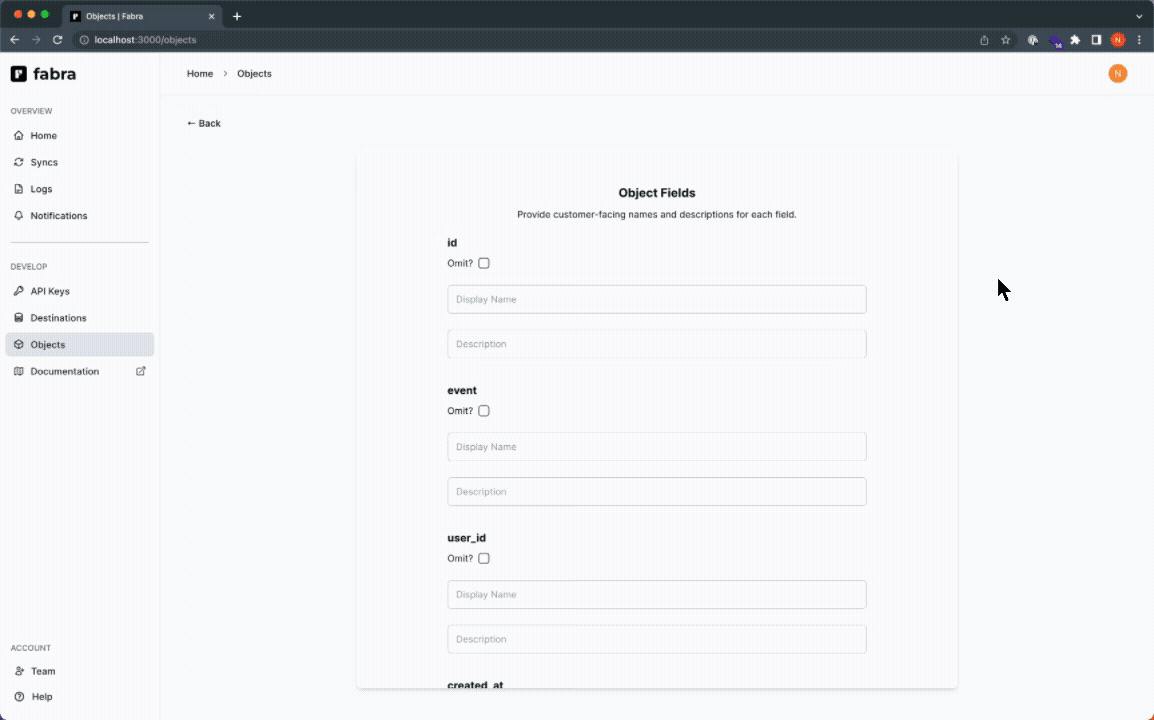 Objects | Fabra
localhost:3000/objects
14
N
fabra
Home > Objects
N
OVERVIEW
Home
Syncs
Logs
Notifications
DEVELOP
API Keys
Destinations
Objects
Documentation
ACCOUNT
Team
Help
← Back
Object Fields
Provide customer-facing names and descriptions for each field.
id
Omit?
Display Name
Description
event
Omit?
Display Name
Description
user_id
Omit?
Display Name
Description
created_at